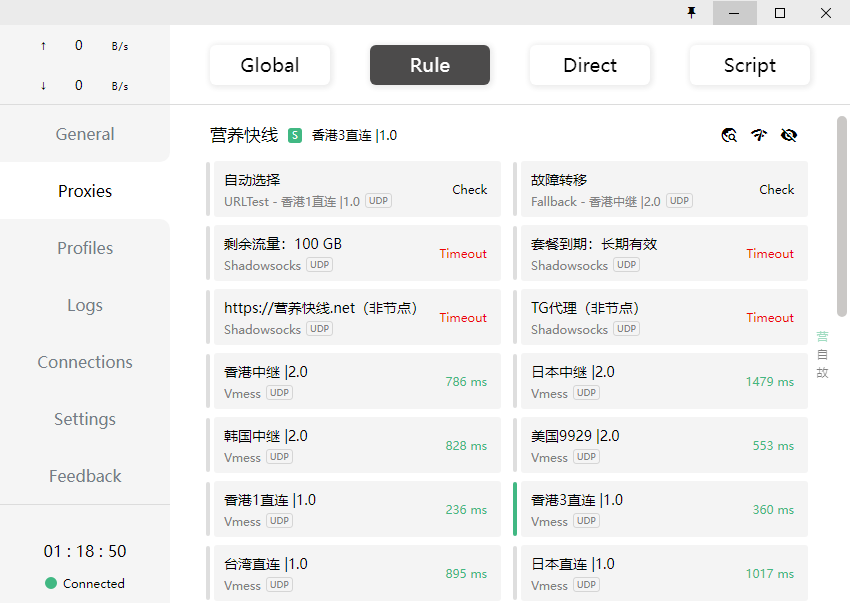 ↑ 0 B/s
↓ 0 B/s
General
Proxies
Profiles
Logs
Connections
Settings
Feedback
01 : 18 : 50
Connected
Global
Rule
Direct
Script
营养快线 S 香港3直连 |1.0
自动选择
URLTest - 香港1直连 |1.0 UDP
Check
故障转移
Fallback - 香港中继 |2.0 UDP
Check
剩余流量：100 GB
Shadowsocks UDP
Timeout
套餐到期：长期有效
Shadowsocks UDP
Timeout
https://营养快线.net（非节点）
Shadowsocks UDP
Timeout
TG代理（非节点）
Shadowsocks UDP
Timeout
香港中继 |2.0
Vmess UDP
786 ms
日本中继 |2.0
Vmess UDP
1479 ms
韩国中继 |2.0
Vmess UDP
828 ms
美国9929 |2.0
Vmess UDP
553 ms
香港1直连 |1.0
Vmess UDP
236 ms
香港3直连 |1.0
Vmess UDP
360 ms
台湾直连 |1.0
Vmess UDP
895 ms
日本直连 |1.0
Vmess UDP
1017 ms
营
自
故